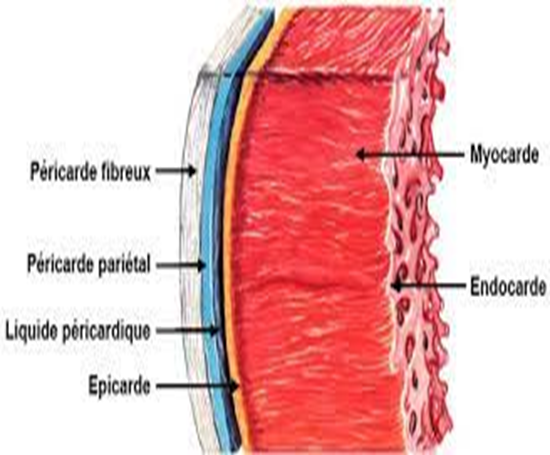 Péricarde fibreux
Péricarde pariétal
Liquide péricardique
Epicarde
Myocarde
Endocarde